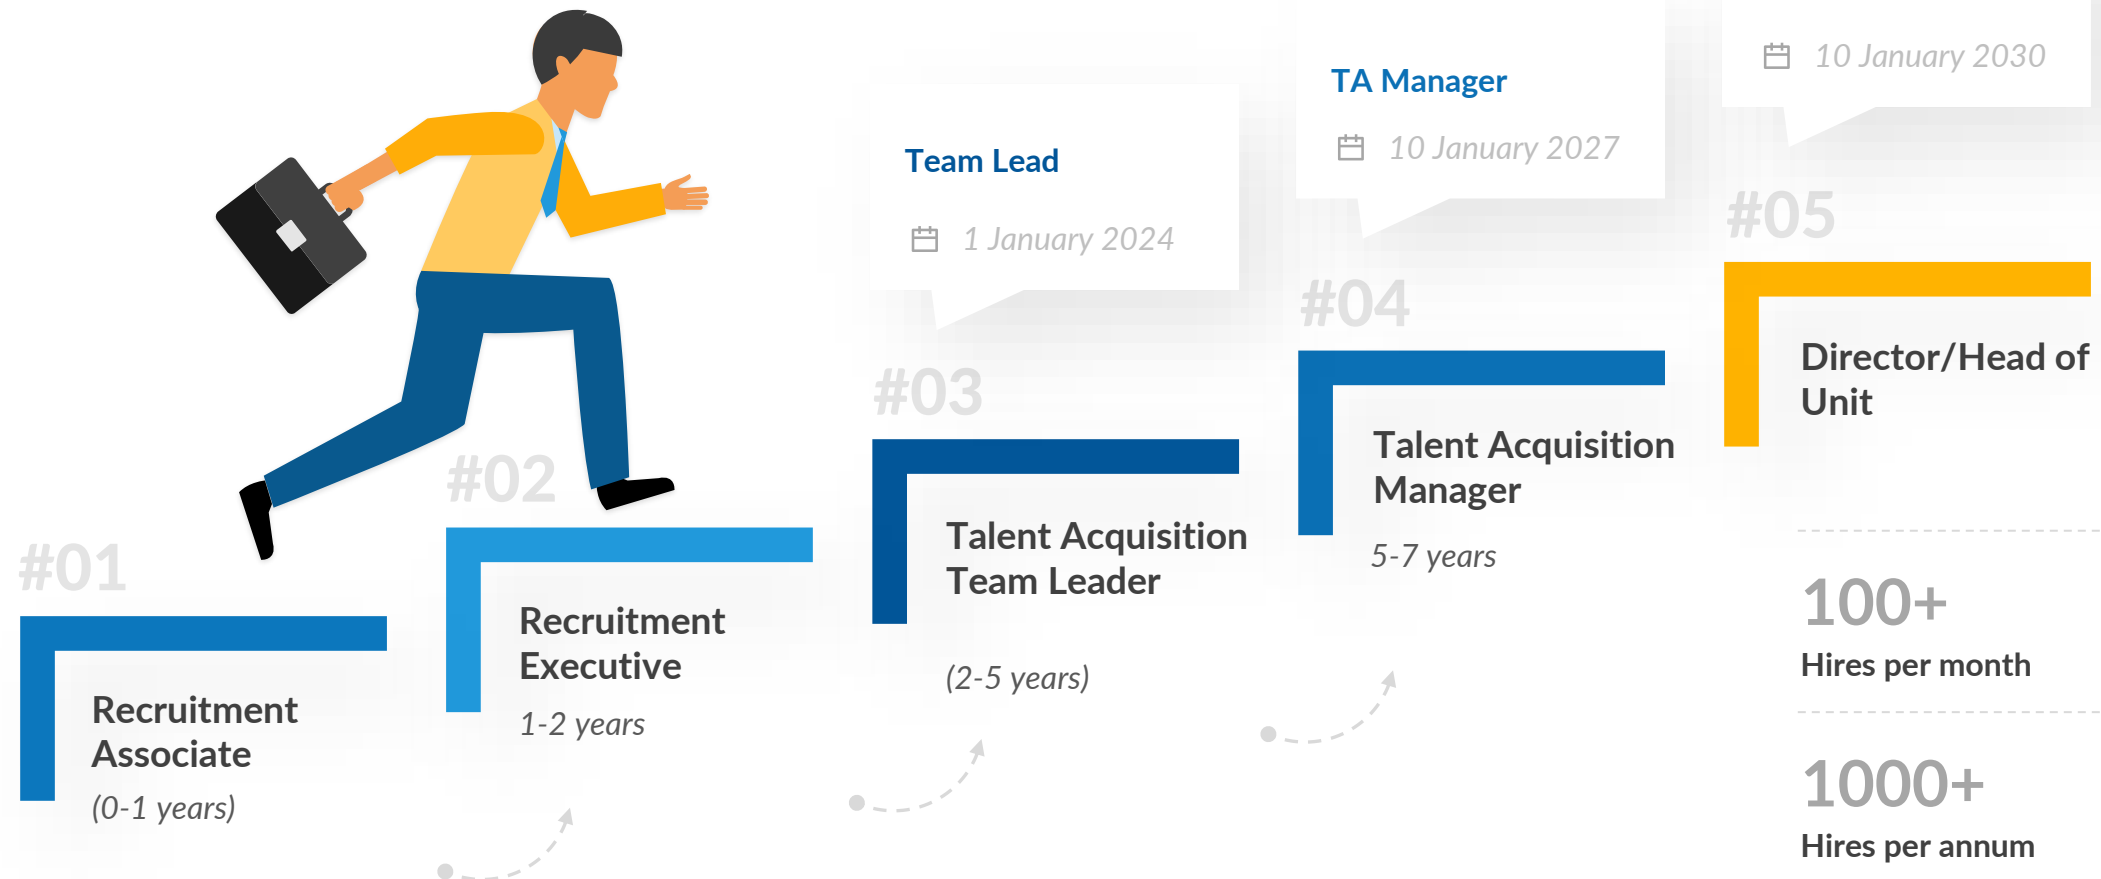 #01
Recruitment
Associate
(0-1 years)
#02
Recruitment
Executive
1-2 years
Team Lead
1 January 2024
#03
Talent Acquisition
Team Leader
(2-5 years)
TA Manager
10 January 2027
#04
Talent Acquisition
Manager
5-7 years
10 January 2030
#05
Director/Head of
Unit
100+
Hires per month
1000+
Hires per annum